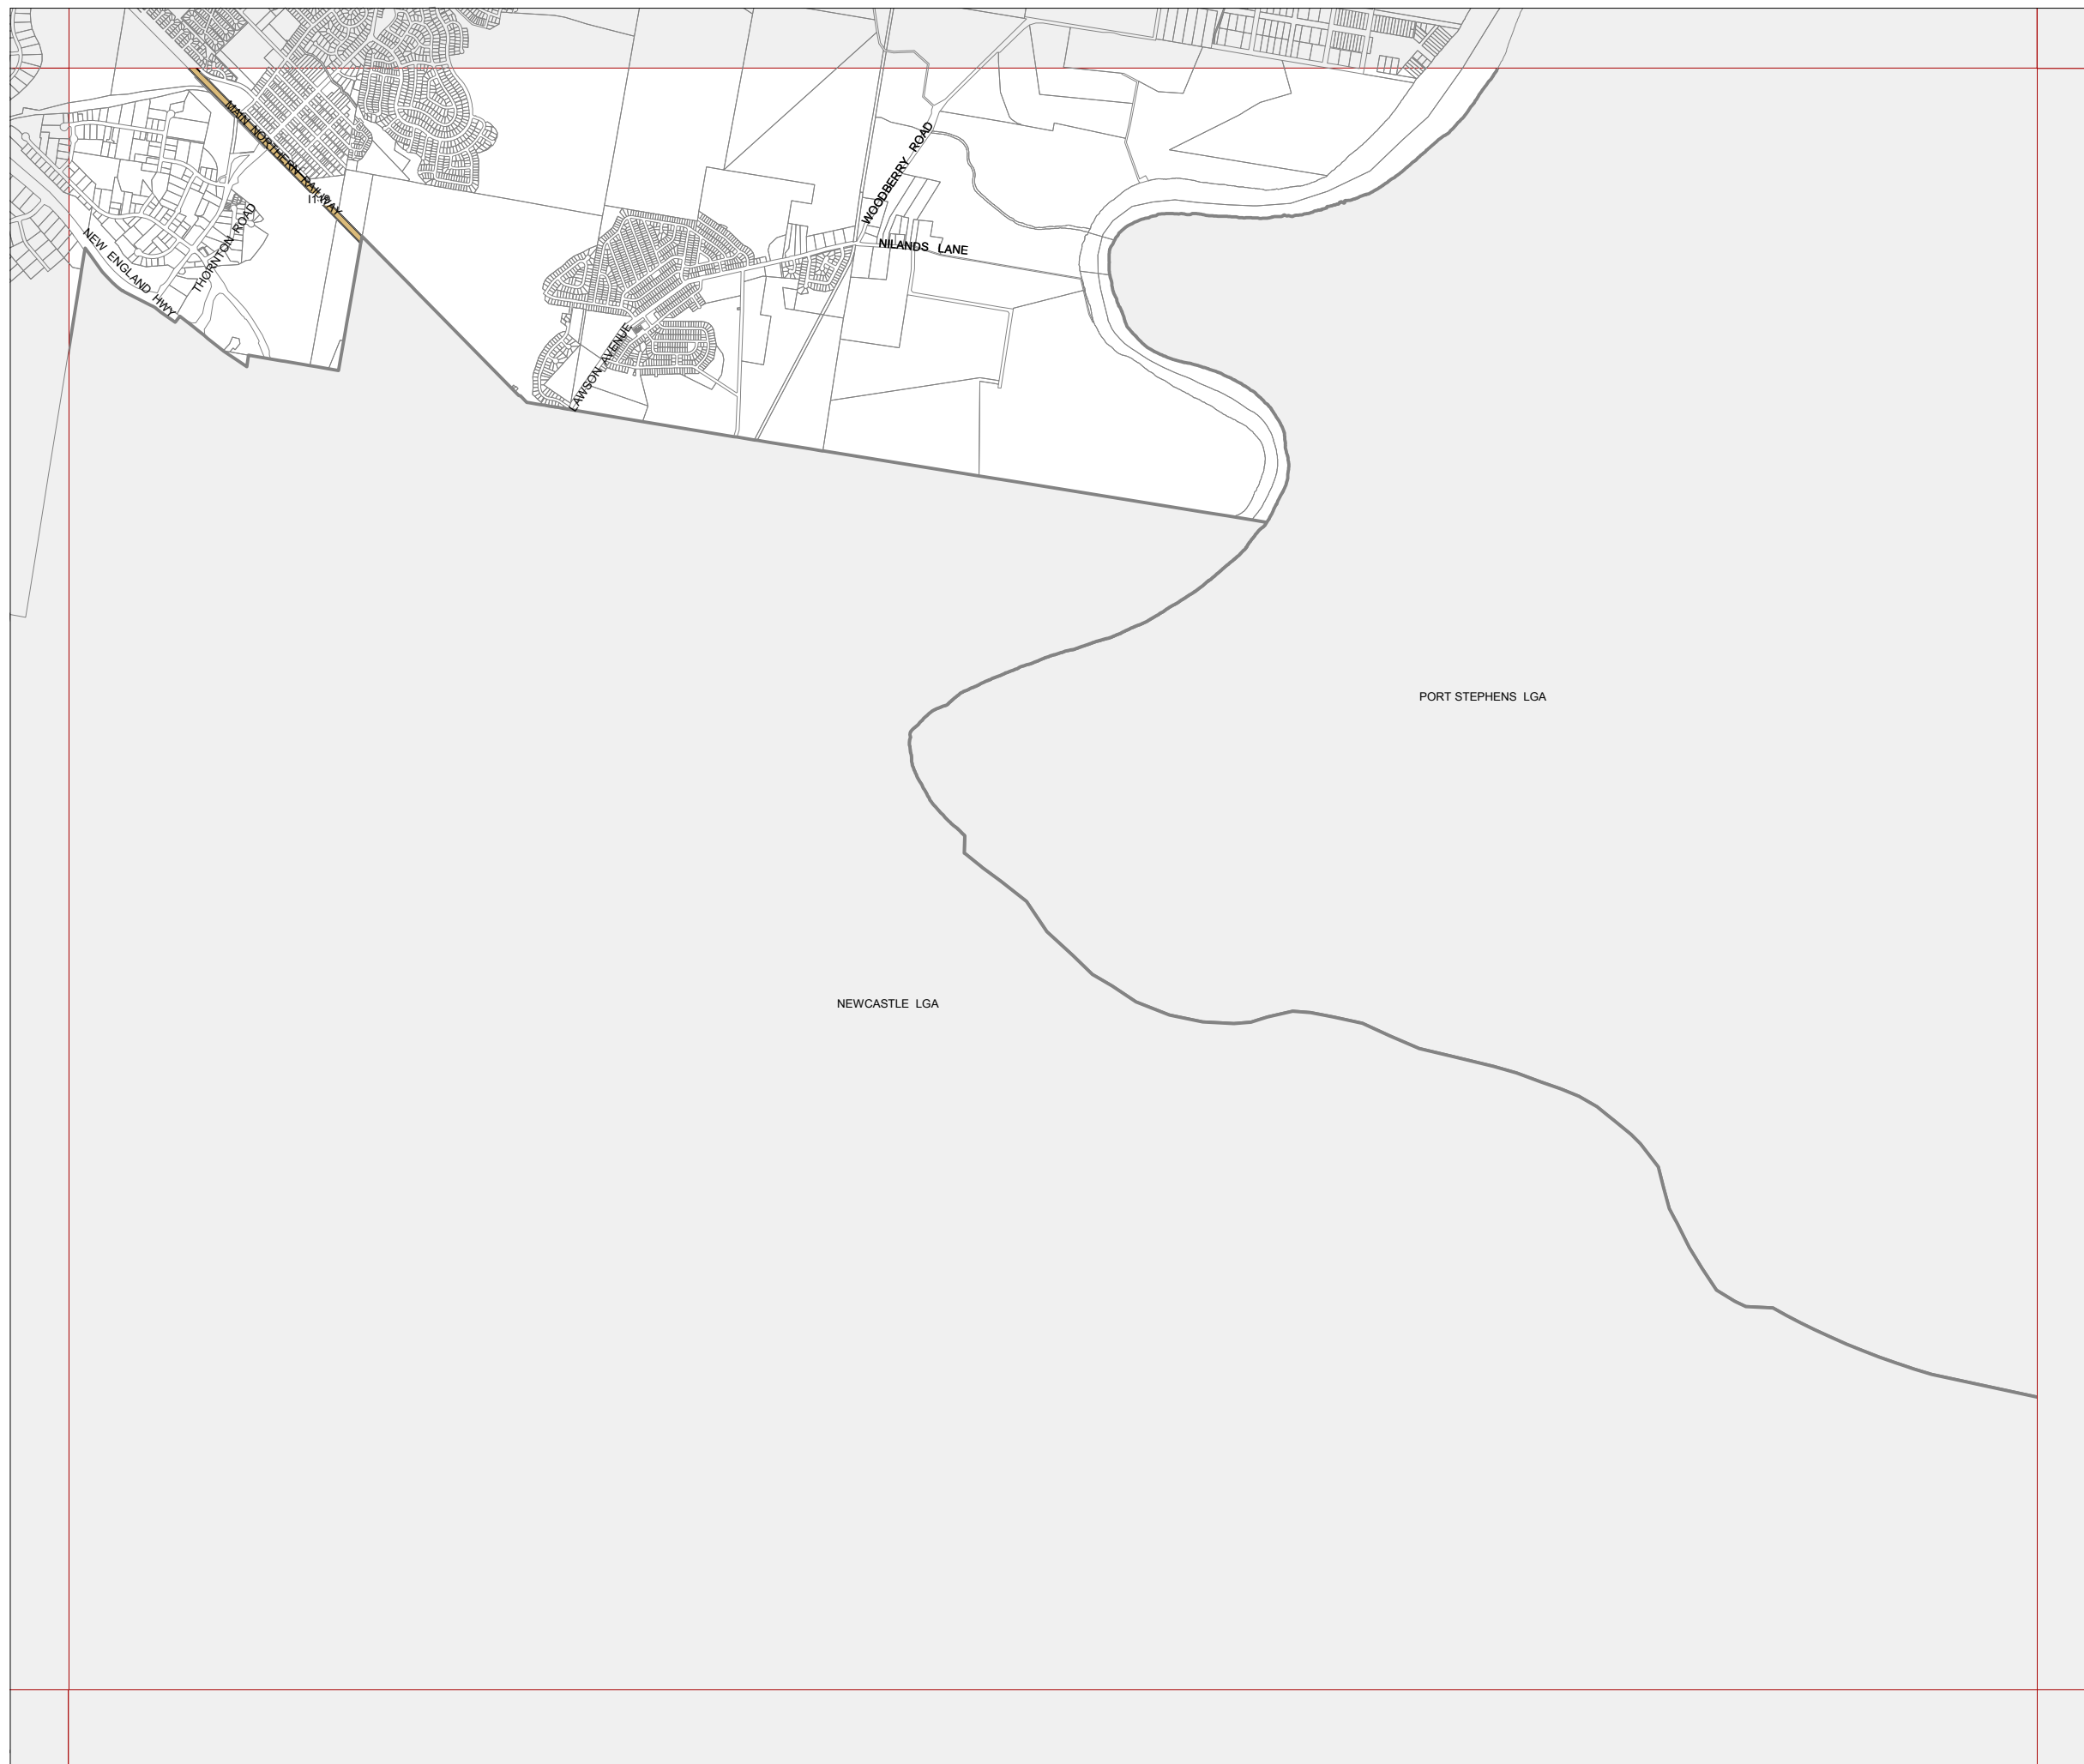 MAIN NORTHERN RAILWAY
WOODBERRY ROAD
THORNTON ROAD
NEW ENGLAND HWY
NILANDS LANE
LAWSON AVENUE
PORT STEPHENS LGA
NEWCASTLE LGA